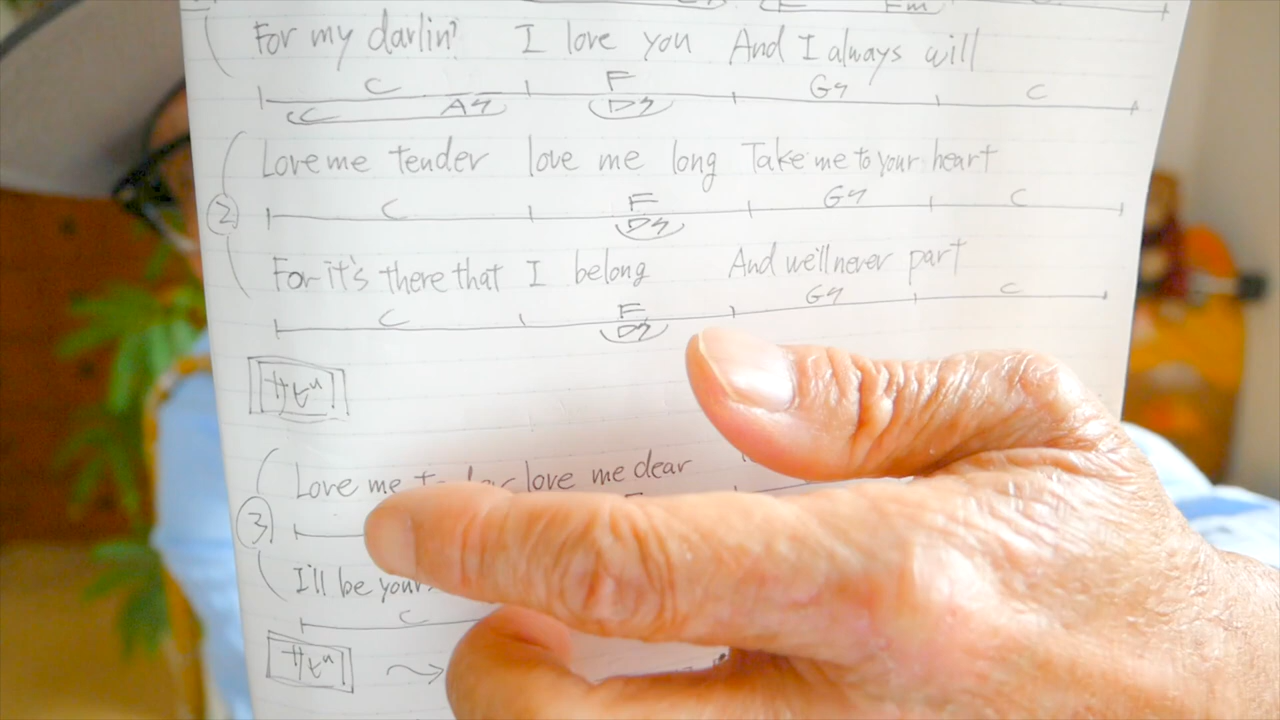 F Fm C
For my darlin' I love you And I always will
C F G7 C
C A7 D7
Love me tender love me long Take me to your heart
② C F G7 C
D7
For it's there that I belong And we'll never part
C F G7 C
D7
サビ
Love me love me dear
③
I'll be your
C
サビ →